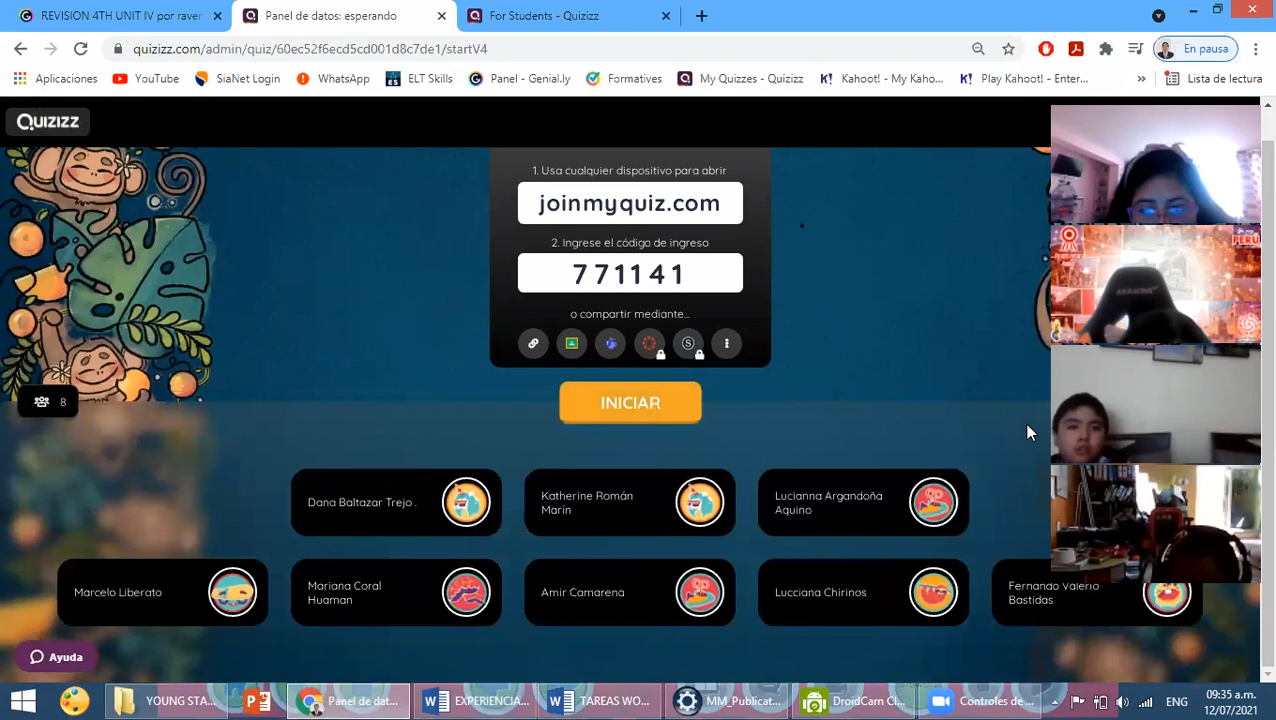 REVISION 4TH UNIT IV por raver
Panel de datos: esperando
For Students - Quizizz
quizizz.com/admin/quiz/60ec52f6ecd5cd001d8c7de1/startV4
En pausa
Aplicaciones
YouTube
SiaNet Login
WhatsApp
ELT Skills
Panel - Genial.ly
Formatives
My Quizzes - Quizizz
Kahoot! - My Kaho...
Play Kahoot! - Enter...
Lista de lectura
QUIZIZZ
1. Usa cualquier dispositivo para abrir
joinmyquiz.com
2. Ingrese el código de ingreso
771141
o compartir mediante...
PERÚ
8
INICIAR
Dana Baltazar Trejo .
Katherine Román
Marín
Lucianna Argandoña
Aquino
Marcelo Liberato
Mariana Coral
Huaman
Amir Camarena
Lucciana Chirinos
Fernando Valerio
Bastidas
Ayuda
YOUNG STA...
Panel de dat...
EXPERIENCIA...
TAREAS WO...
MM_Publicat...
DroidCam Cl...
Controles de ...
ENG
09:35 a.m.
12/07/2021